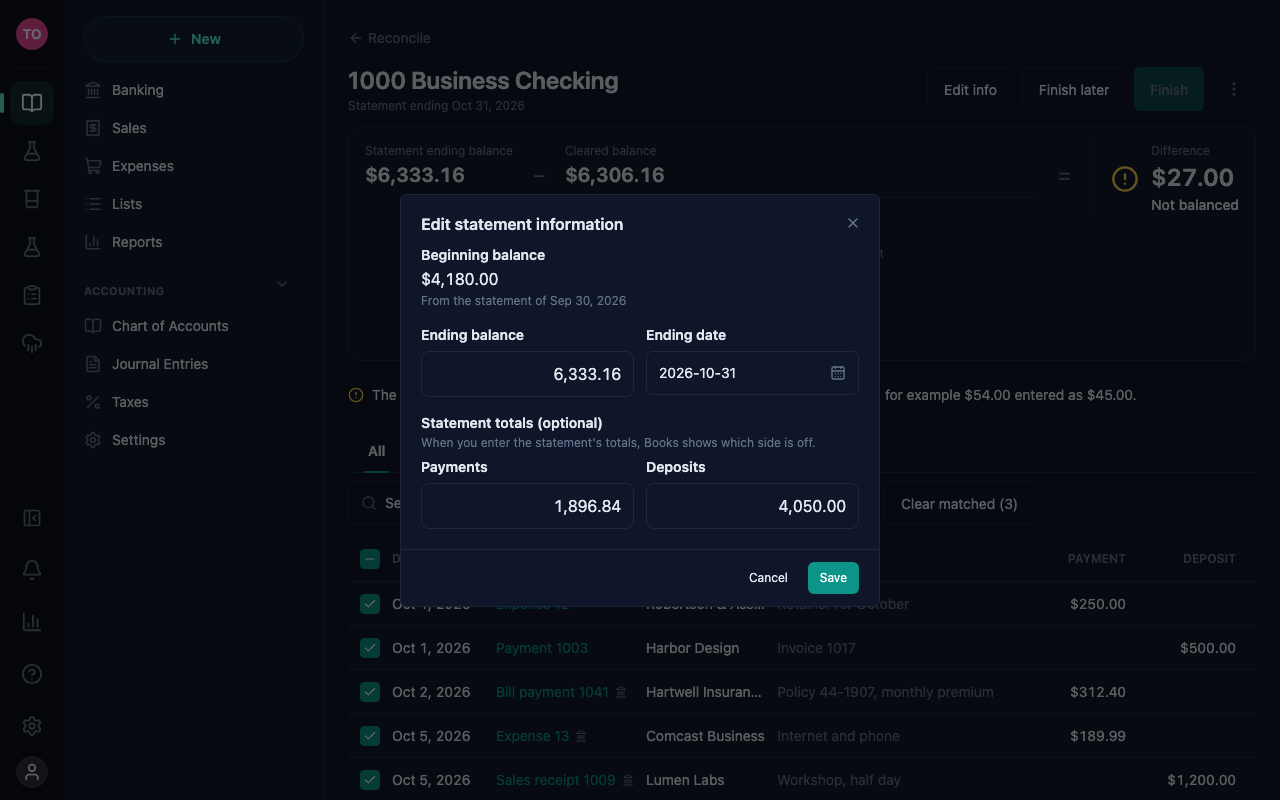 TO
New
Banking
Sales
Expenses
Lists
Reports
ACCOUNTING
Chart of Accounts
Journal Entries
Taxes
Settings
Reconcile
1000 Business Checking
Statement ending Oct 31, 2026
Edit info
Finish later
Finish
Statement ending balance
$6,333.16
–
Cleared balance
$6,306.16
=
Difference
$27.00
Not balanced
Edit statement information
Beginning balance
$4,180.00
From the statement of Sep 30, 2026
Ending balance
Ending date
6,333.16
2026-10-31
Statement totals (optional)
When you enter the statement's totals, Books shows which side is off.
Payments
Deposits
1,896.84
4,050.00
Cancel
Save
The
for example $54.00 entered as $45.00.
All
Clear matched (3)
PAYMENT
DEPOSIT
Oct 1, 2026 Expense 12 October $250.00
Oct 1, 2026 Payment 1003 Harbor Design Invoice 1017 $500.00
Oct 2, 2026 Bill payment 1041 Hartwell Insuran... Policy 44-1907, monthly premium $312.40
Oct 5, 2026 Expense 13 Comcast Business Internet and phone $189.99
Oct 5, 2026 Sales receipt 1009 Lumen Labs Workshop, half day $1,200.00